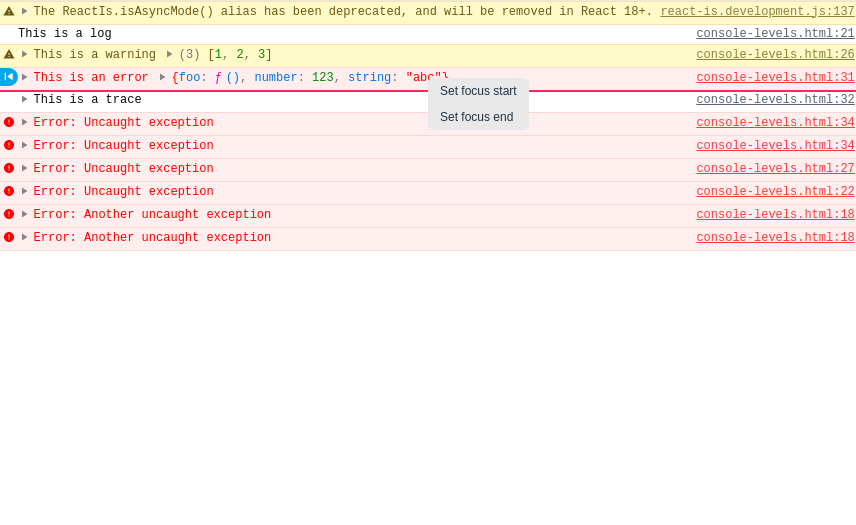 The ReactIs.isAsyncMode() alias has been deprecated, and will be removed in React 18+. react-is.development.js:137
This is a log console-levels.html:21
This is a warning (3) [1, 2, 3] console-levels.html:26
This is an error {foo: ƒ (), number: 123, string: "abc"} console-levels.html:31
Set focus start
This is a trace console-levels.html:32
Set focus end
Error: Uncaught exception console-levels.html:34
Error: Uncaught exception console-levels.html:34
Error: Uncaught exception console-levels.html:27
Error: Uncaught exception console-levels.html:22
Error: Another uncaught exception console-levels.html:18
Error: Another uncaught exception console-levels.html:18